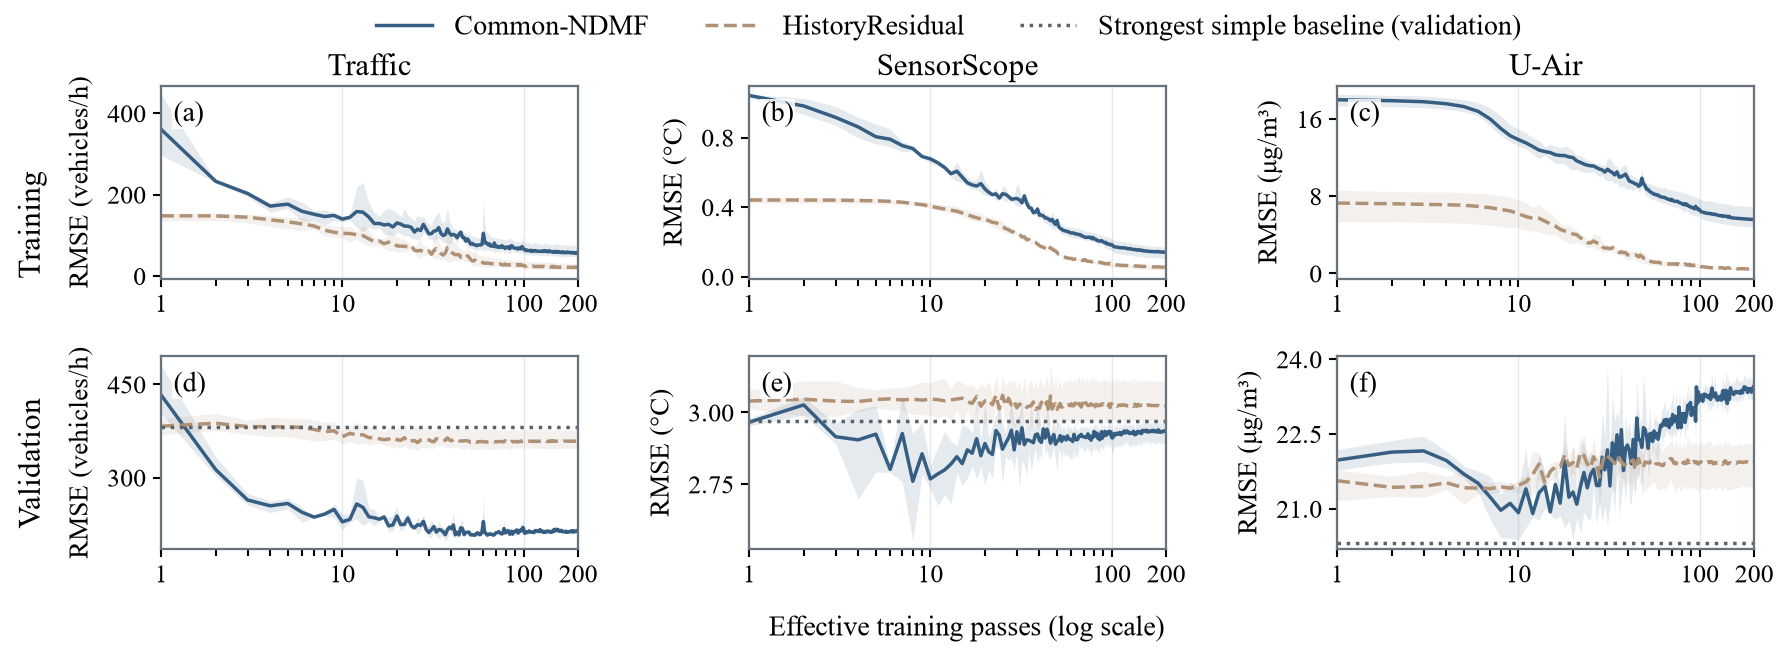 Common-NDMF HistoryResidual Strongest simple baseline (validation)
Traffic SensorScope U-Air
Training
RMSE (vehicles/h)
400
200
0
(a)
1 10 100 200
RMSE (°C)
0.8
0.4
0.0
(b)
1 10 100 200
RMSE (μg/m³)
16
8
0
(c)
1 10 100 200
Validation
RMSE (vehicles/h)
450
300
(d)
1 10 100 200
RMSE (°C)
3.00
2.75
(e)
1 10 100 200
RMSE (μg/m³)
24.0
22.5
21.0
(f)
1 10 100 200
Effective training passes (log scale)